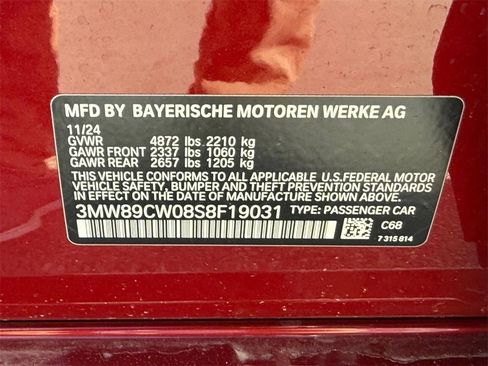 MFD BY BAYERISCHE MOTOREN WERKE AG
11/24
GVWR 4872 lbs 2210 kg
GAWR FRONT 2337 lbs 1060 kg
GAWR REAR 2657 lbs 1205 kg
THIS VEHICLE CONFORMS TO ALL APPLICABLE U.S.FEDERAL MOTOR
VEHICLE SAFETY, BUMPER, AND THEFT PREVENTION STANDARDS
IN EFFECT ON THE DATE OF MANUFACTURE SHOWN ABOVE.
3MW89CW08S8F19031 TYPE: PASSENGER CAR
C68
7 315 814